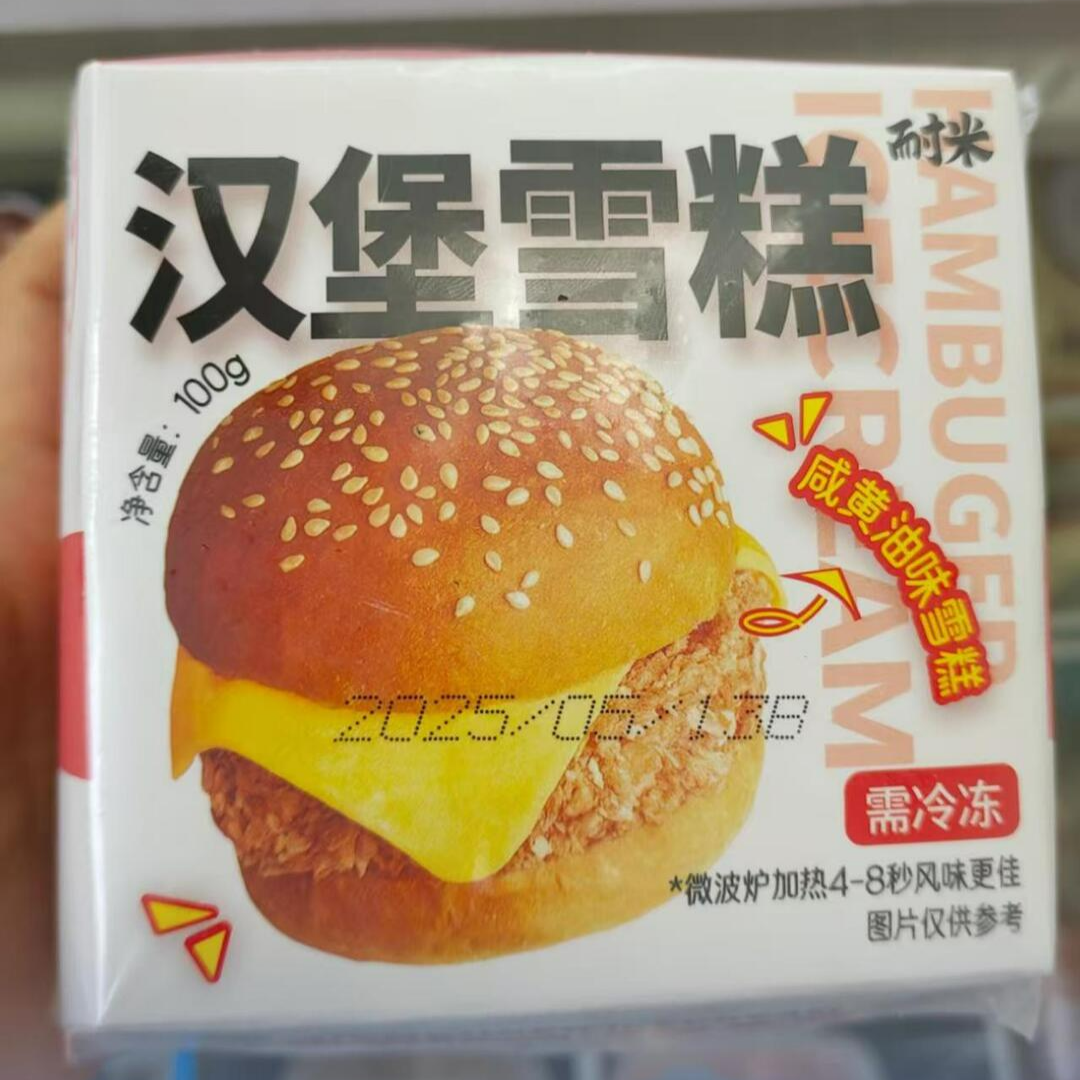 耐米
汉堡雪糕
HAMBUGER
ICE CREAM
净含量：100g
咸黄油味雪糕
2025/05/13B
需冷冻
*微波炉加热4-8秒风味更佳
图片仅供参考